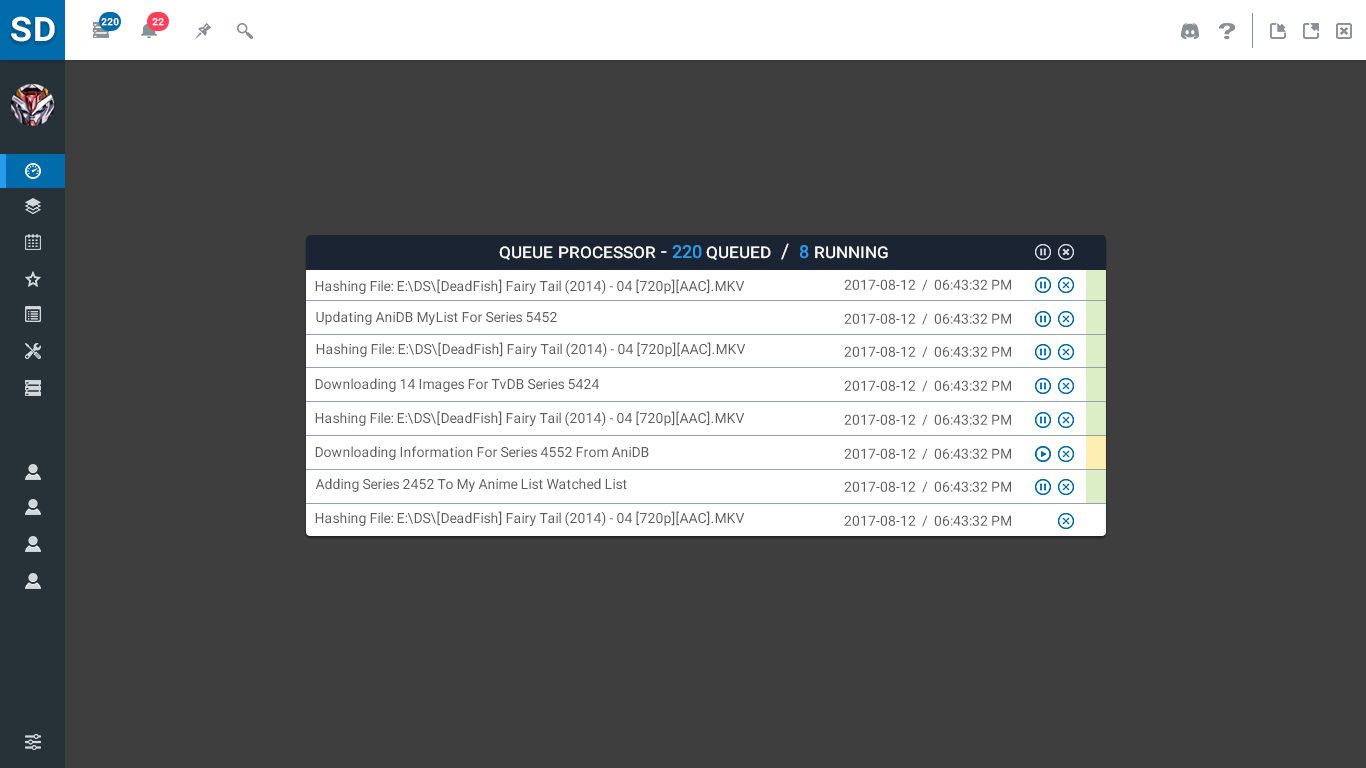 SD
220
22
QUEUE PROCESSOR - 220 QUEUED / 8 RUNNING
Hashing File: E:\DS\[DeadFish] Fairy Tail (2014) - 04 [720p][AAC].MKV 2017-08-12 / 06:43:32 PM
Updating AniDB MyList For Series 5452 2017-08-12 / 06:43:32 PM
Hashing File: E:\DS\[DeadFish] Fairy Tail (2014) - 04 [720p][AAC].MKV 2017-08-12 / 06:43:32 PM
Downloading 14 Images For TvDB Series 5424 2017-08-12 / 06:43:32 PM
Hashing File: E:\DS\[DeadFish] Fairy Tail (2014) - 04 [720p][AAC].MKV 2017-08-12 / 06:43:32 PM
Downloading Information For Series 4552 From AniDB 2017-08-12 / 06:43:32 PM
Adding Series 2452 To My Anime List Watched List 2017-08-12 / 06:43:32 PM
Hashing File: E:\DS\[DeadFish] Fairy Tail (2014) - 04 [720p][AAC].MKV 2017-08-12 / 06:43:32 PM